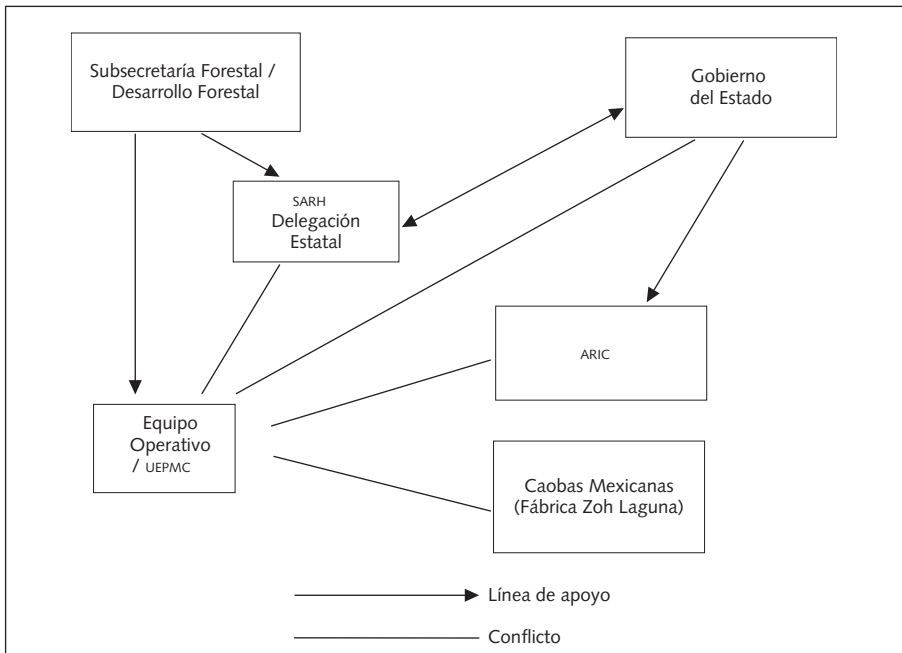 Subsecretaría Forestal /
Desarrollo Forestal
Gobierno
del Estado
SARH
Delegación
Estatal
ARIC
Equipo
Operativo
/ UEPMC
Caobas Mexicanas
(Fábrica Zoh Laguna)
Línea de apoyo
Conflicto